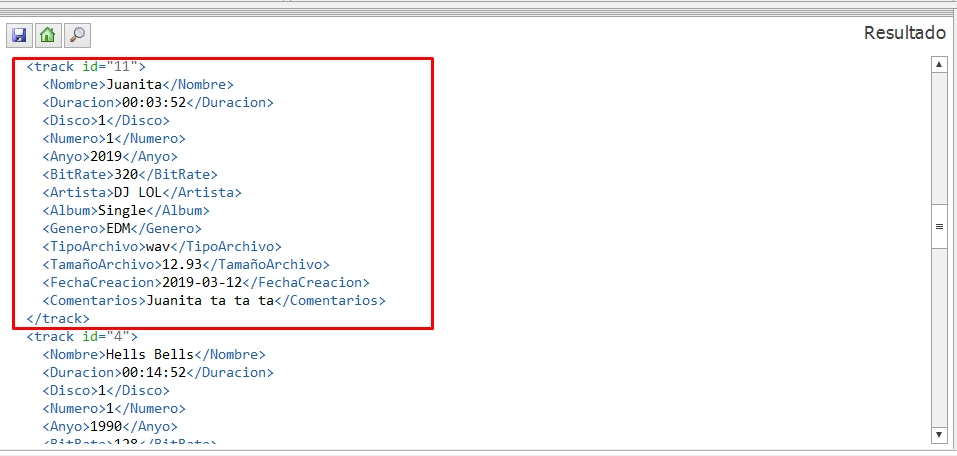 Resultado
<track id="11">
<Nombre>Juanita</Nombre>
<Duracion>00:03:52</Duracion>
<Disco>1</Disco>
<Numero>1</Numero>
<Anyo>2019</Anyo>
<BitRate>320</BitRate>
<Artista>DJ LOL</Artista>
<Album>Single</Album>
<Genero>EDM</Genero>
<TipoArchivo>wav</TipoArchivo>
<TamañoArchivo>12.93</TamañoArchivo>
<FechaCreacion>2019-03-12</FechaCreacion>
<Comentarios>Juanita ta ta ta</Comentarios>
</track>
<track id="4">
<Nombre>Hells Bells</Nombre>
<Duracion>00:14:52</Duracion>
<Disco>1</Disco>
<Numero>1</Numero>
<Anyo>1990</Anyo>
<BitRate>128</BitRate>